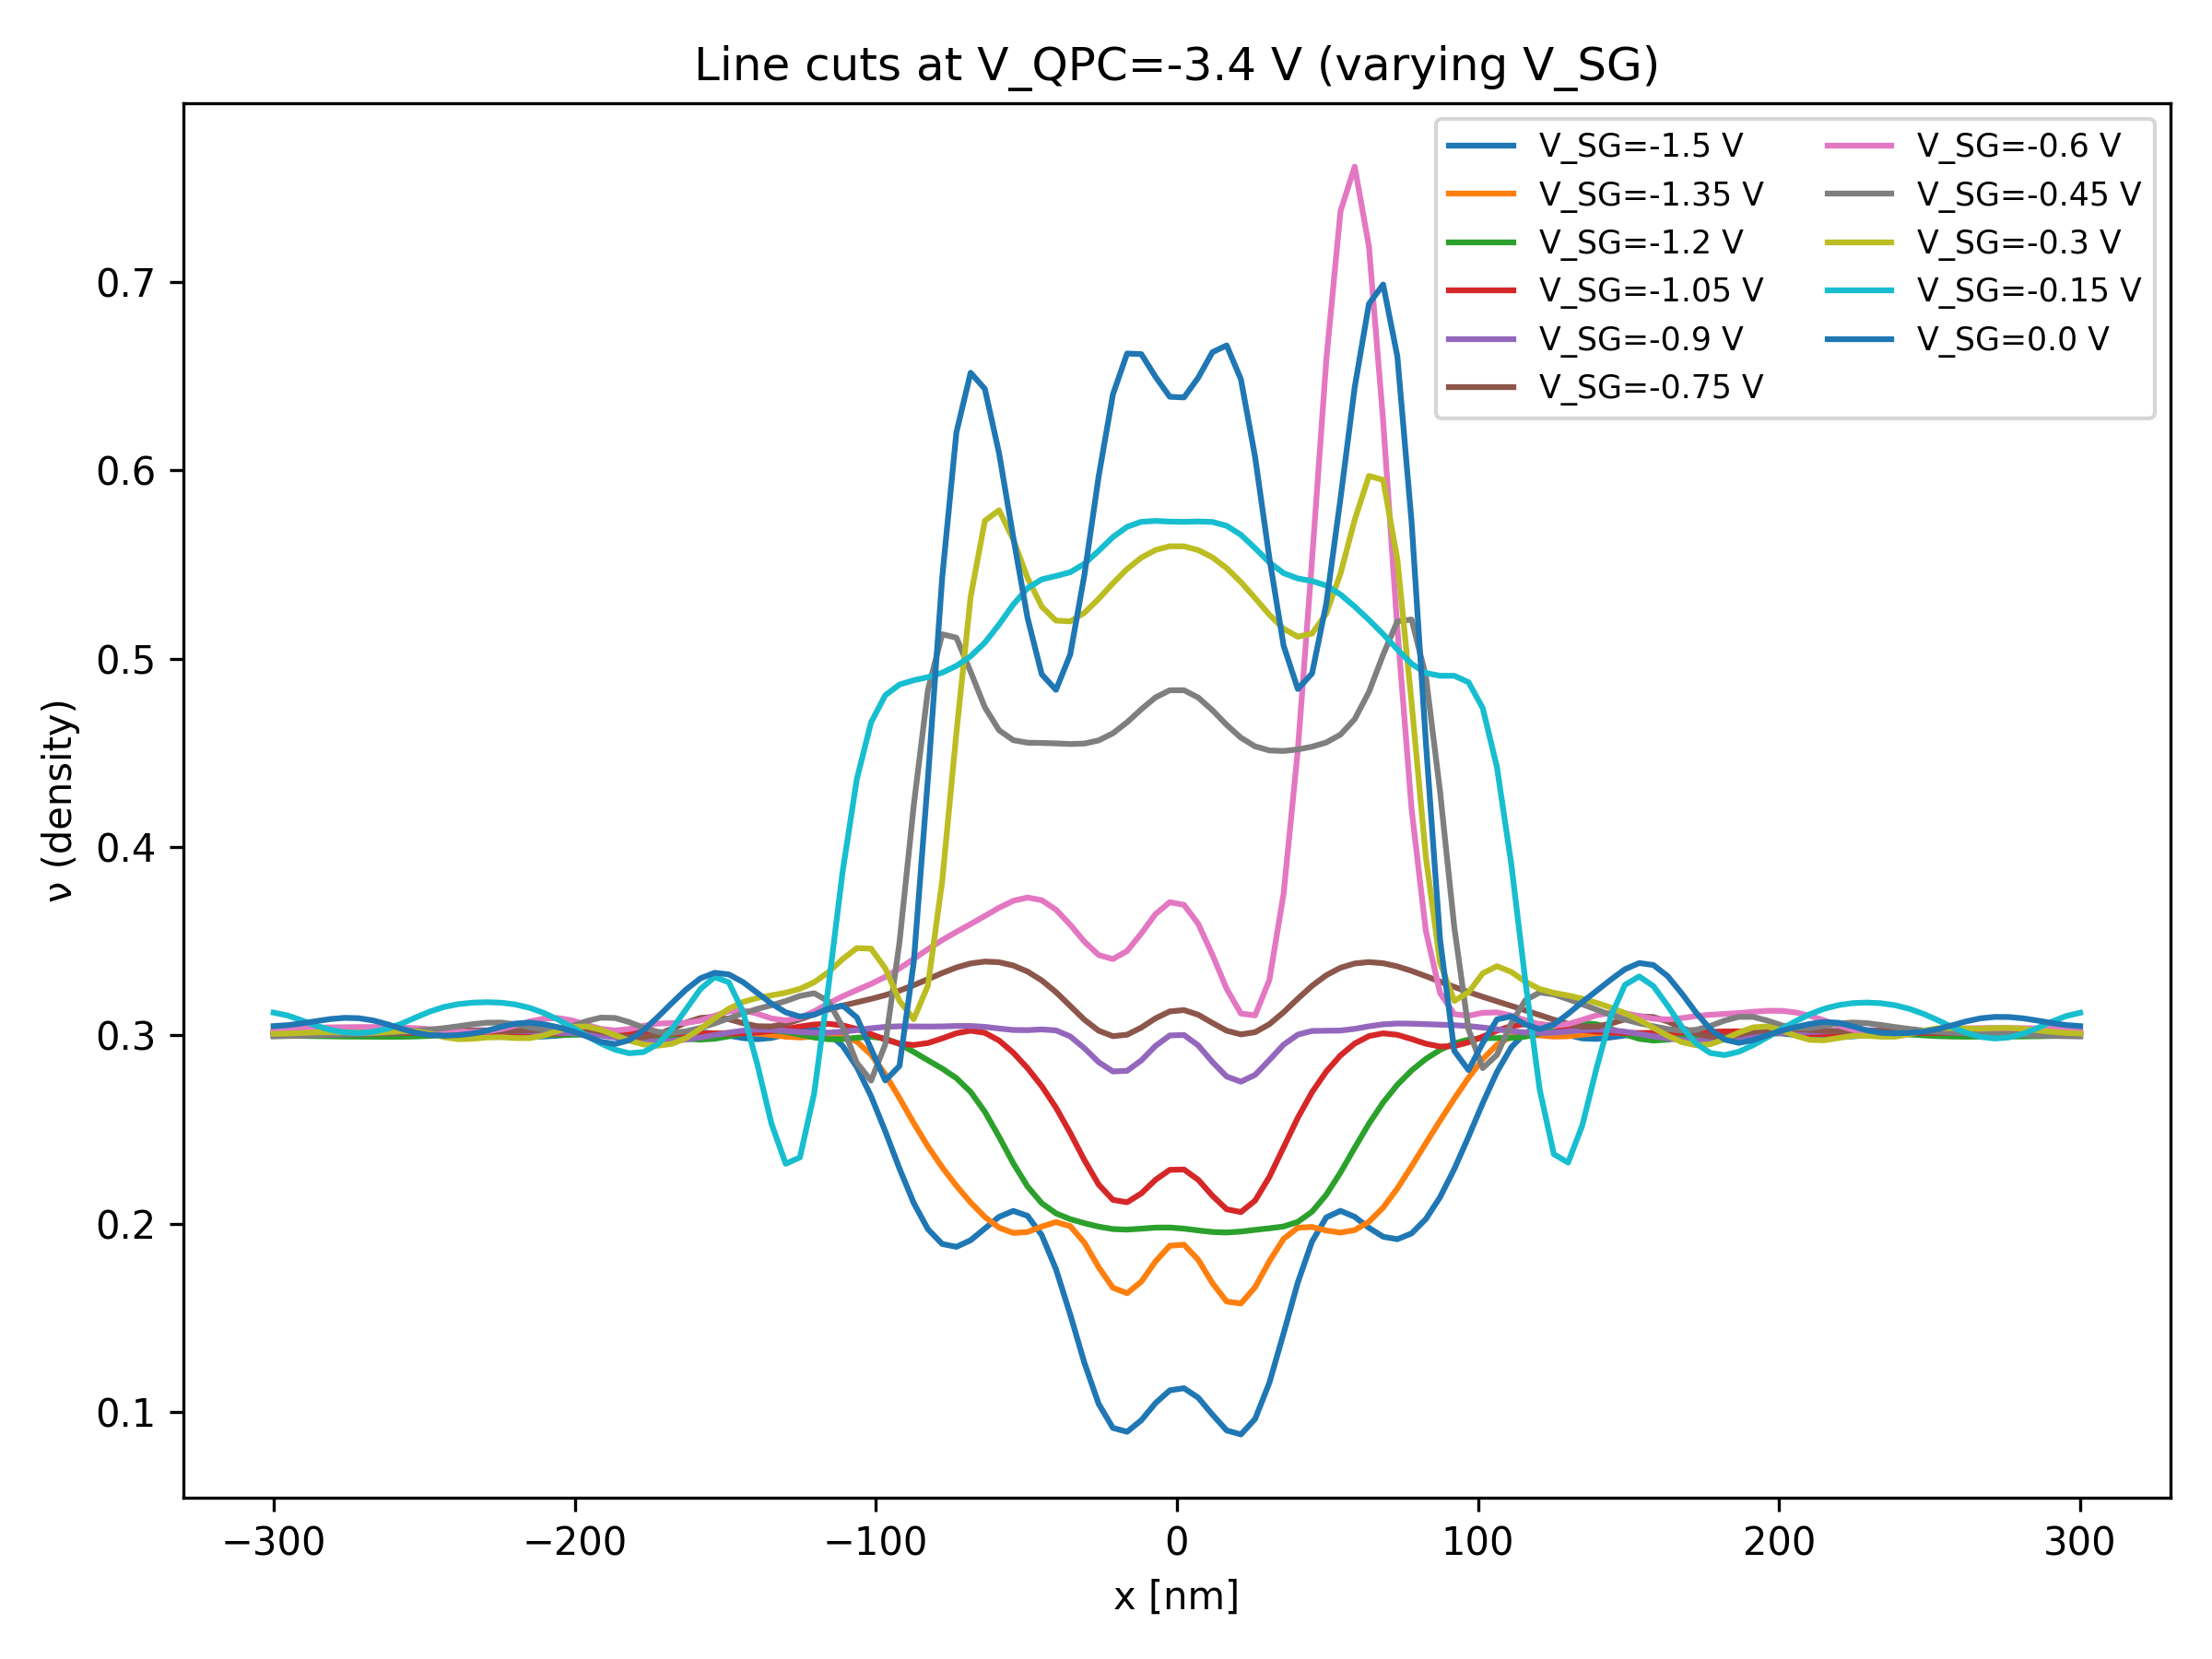 Line cuts at V_QPC=-3.4 V (varying V_SG)
V_SG=-1.5 V
V_SG=-1.35 V
V_SG=-1.2 V
V_SG=-1.05 V
V_SG=-0.9 V
V_SG=-0.75 V
V_SG=-0.6 V
V_SG=-0.45 V
V_SG=-0.3 V
V_SG=-0.15 V
V_SG=0.0 V
ν (density)
0.7
0.6
0.5
0.4
0.3
0.2
0.1
−300
−200
−100
0
100
200
300
x [nm]